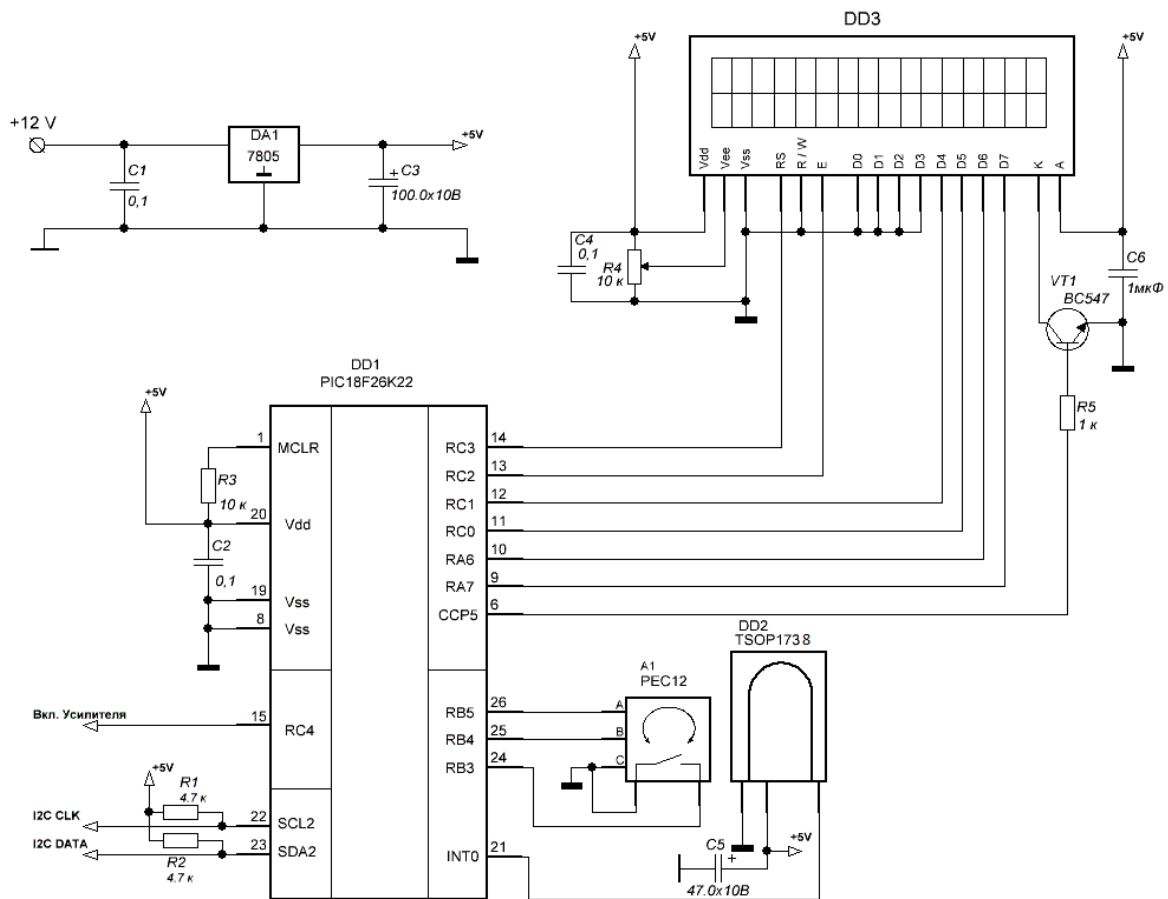 DD3
+5V
+5V
+12 V
DA1
7805
+5V
C1
0,1
C3
+
100.0x10В
Vdd
Vee
Vss
RS
R / W
E
D0
D1
D2
D3
D4
D5
D6
D7
K
A
C4
0,1
R4
10 к
C6
1мкФ
VT1
BC547
R5
1 к
DD1
PIC18F26K22
+5V
1
MCLR
R3
10 к
20
Vdd
C2
0,1
19
Vss
8
Vss
RC3
14
RC2
13
RC1
12
RC0
11
RA6
10
RA7
9
CCP5
6
Вкл. Усилителя
15
RC4
+5V
R1
4.7 к
I2C CLK
22
SCL2
I2C DATA
23
SDA2
R2
4.7 к
RB5
26
RB4
25
RB3
24
INT0
21
A1
PEC12
A
B
C
DD2
TSOP1738
C5
+
47.0x10В
+5V